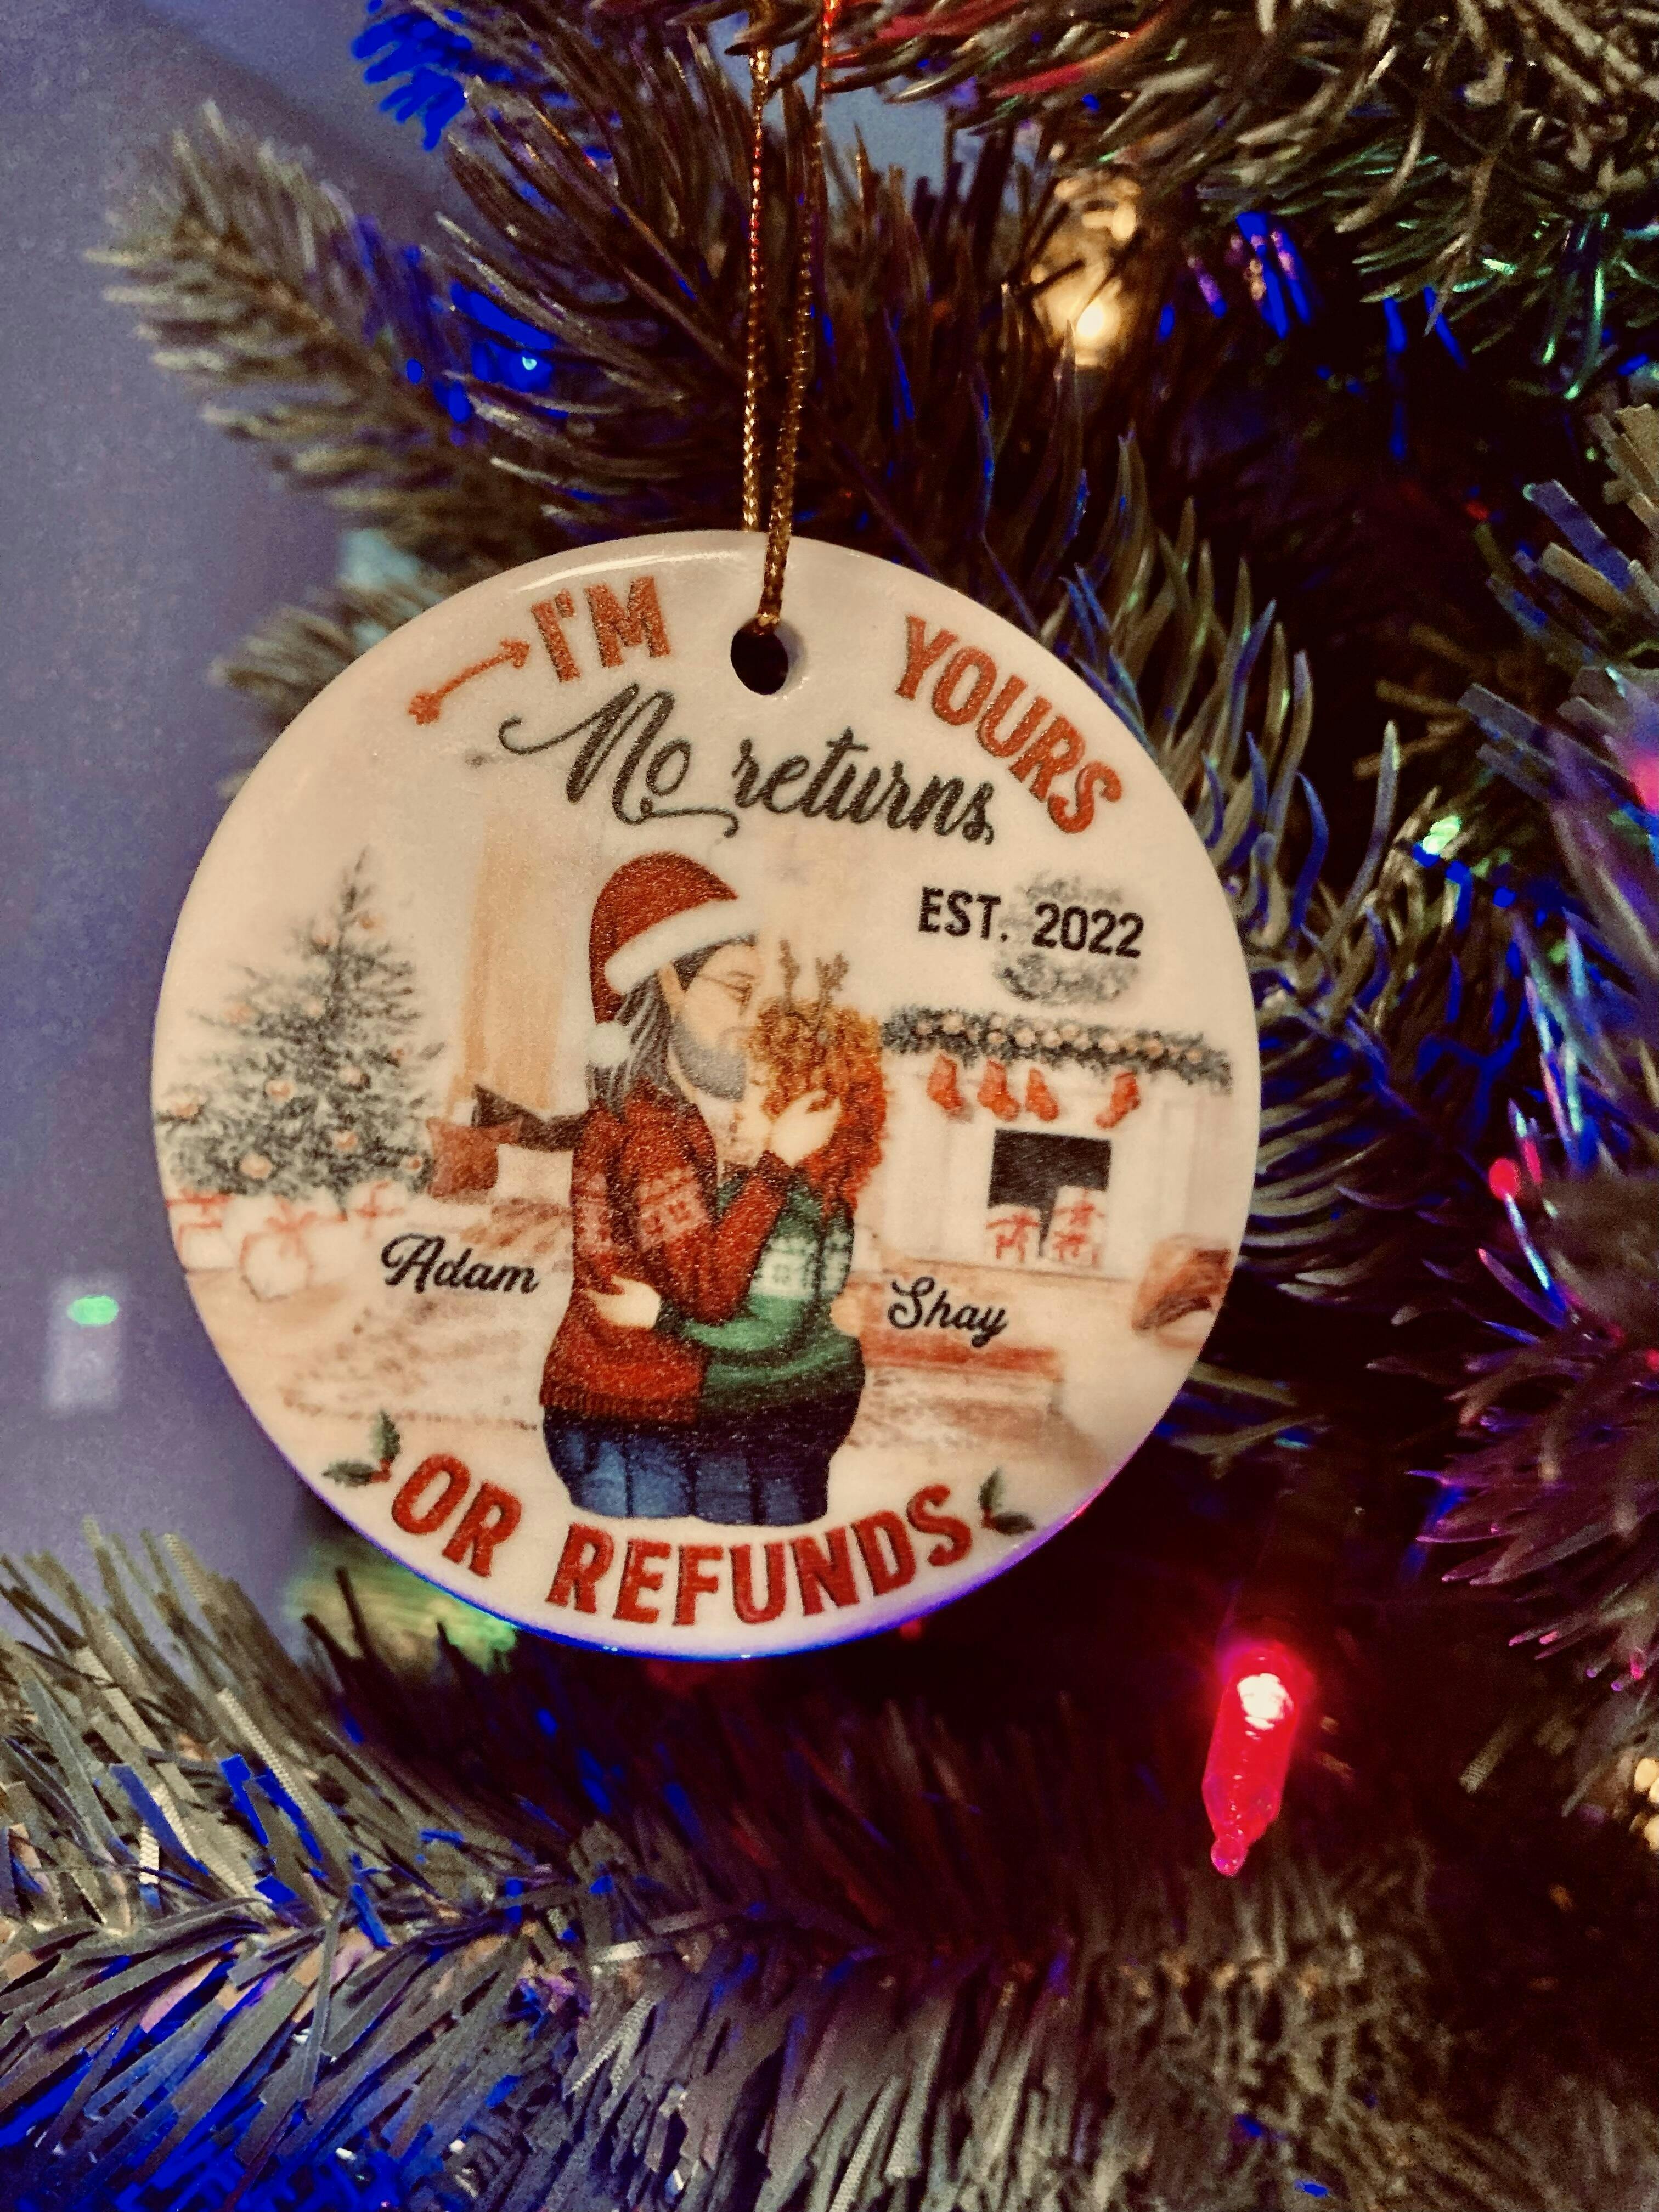 I'M YOURS
No returns,
EST. 2022
Adam
Shay
OR REFUNDS